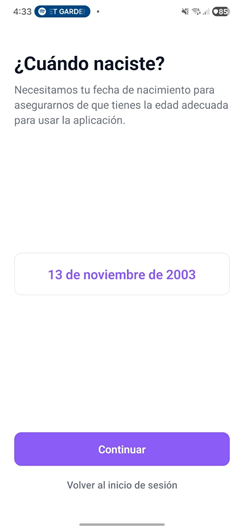 4:33 ET GARDE 85
¿Cuándo naciste?
Necesitamos tu fecha de nacimiento para
asegurarnos de que tienes la edad adecuada
para usar la aplicación.
13 de noviembre de 2003
Continuar
Volver al inicio de sesión